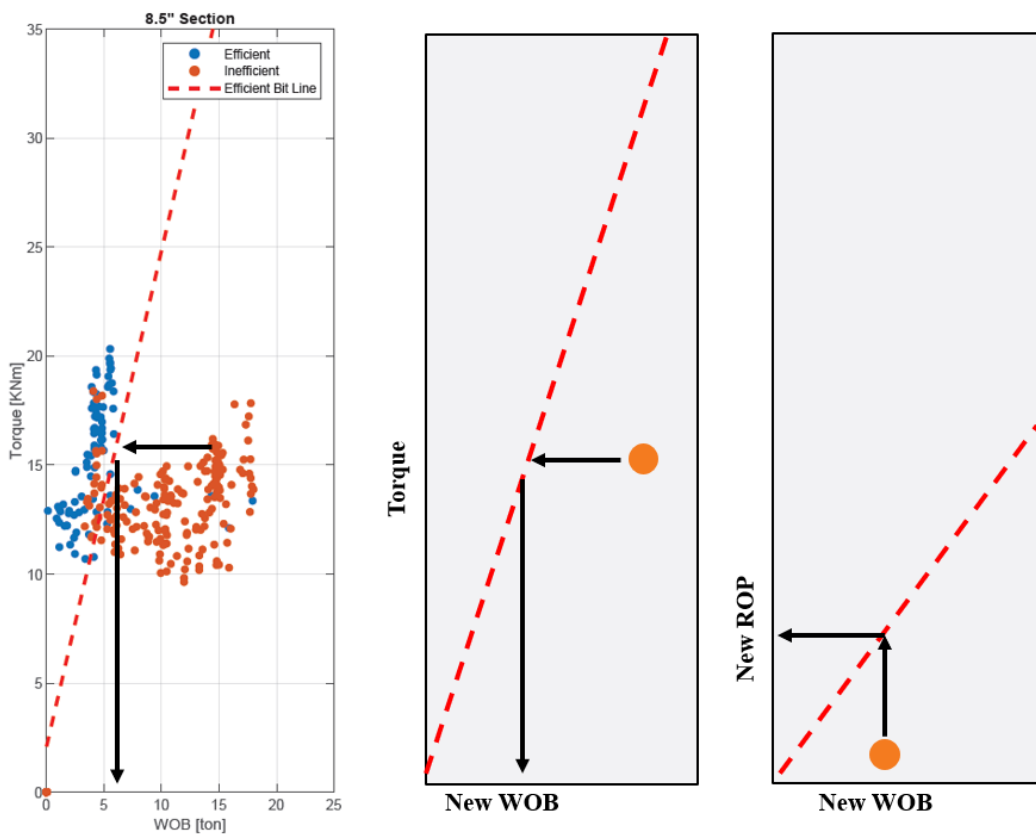 8.5" Section
Efficient
Inefficient
Efficient Bit Line
35
30
25
20
15
10
5
0
Torque [KNm]
0 5 10 15 20 25
WOB [ton]
Torque
New WOB
New ROP
New WOB